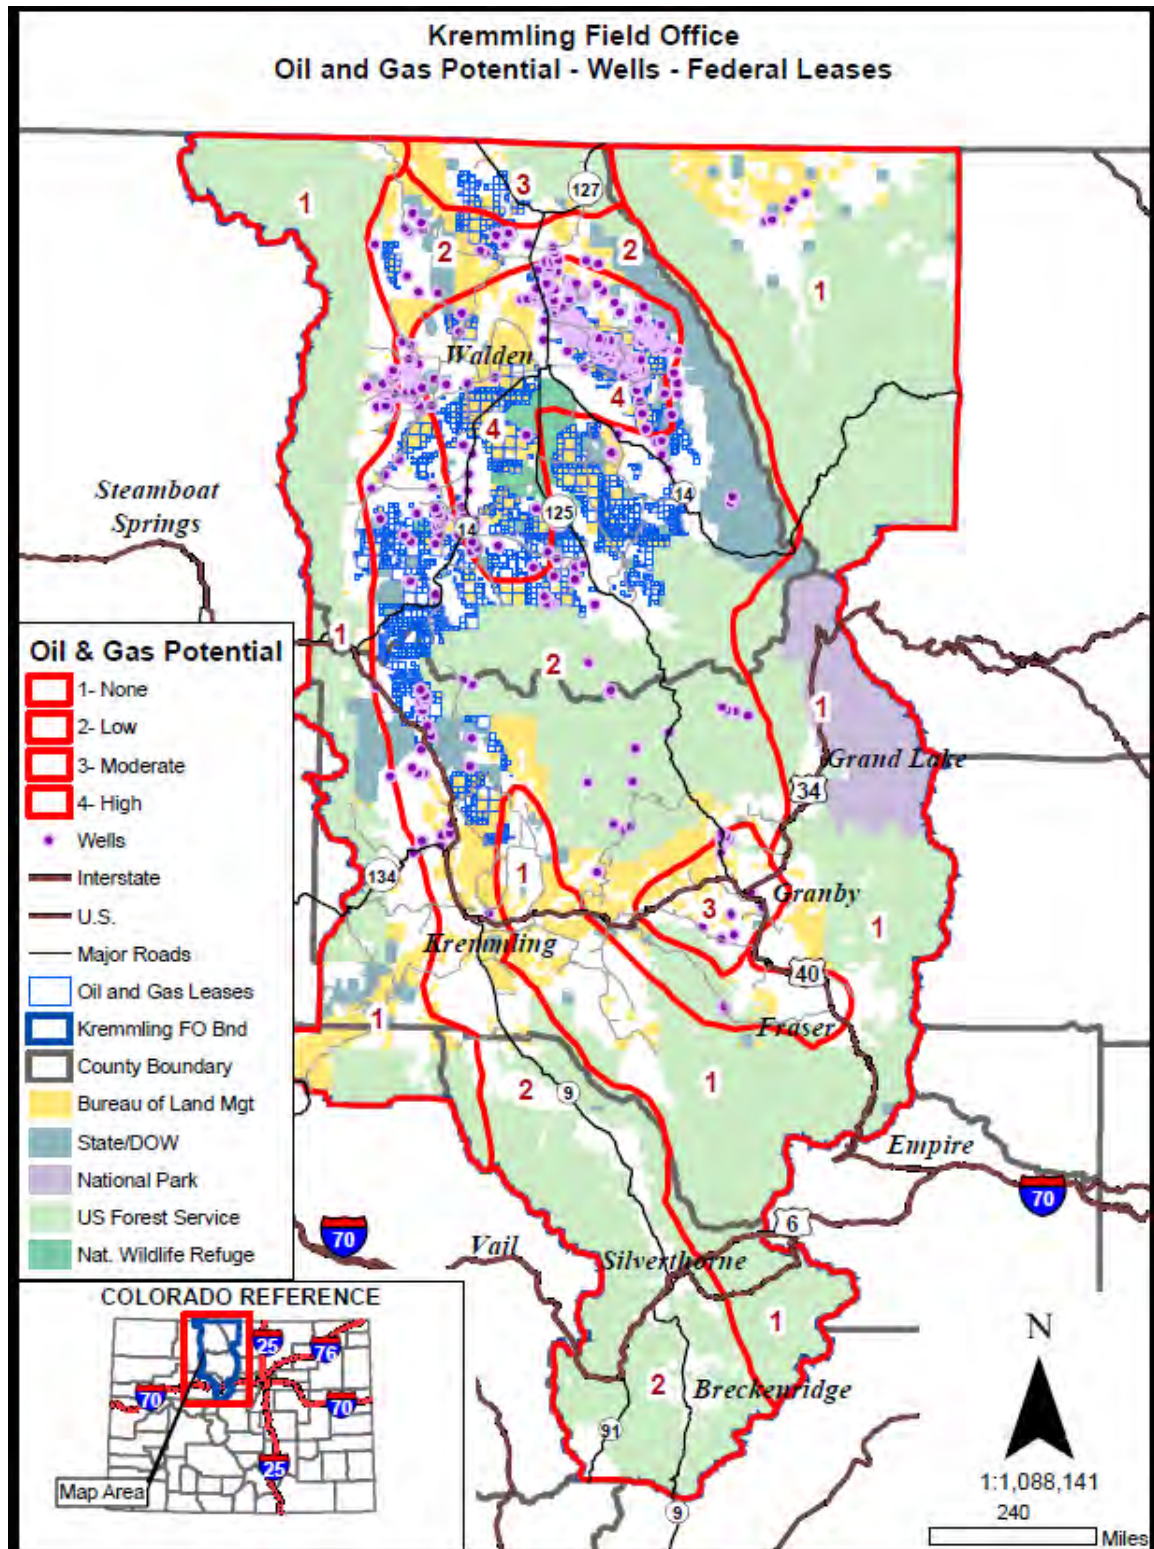 Kremmling Field Office
Oil and Gas Potential - Wells - Federal Leases
3
127
1
2
2
1
Walden
4
4
Steamboat
Springs
14
125
14
1
2
1
Grand Lake
34
134
1
3
Granby
1
Kremmling
40
1
Fraser
2
9
1
Empire
70
6
70
Vail
Silverthorne
1
2
Breckenridge
91
9
Oil & Gas Potential
1- None
2- Low
3- Moderate
4- High
Wells
Interstate
U.S.
Major Roads
Oil and Gas Leases
Kremmling FO Bnd
County Boundary
Bureau of Land Mgt
State/DOW
National Park
US Forest Service
Nat. Wildlife Refuge
COLORADO REFERENCE
25
76
70
70
25
Map Area
N
1:1,088,141
240
Miles